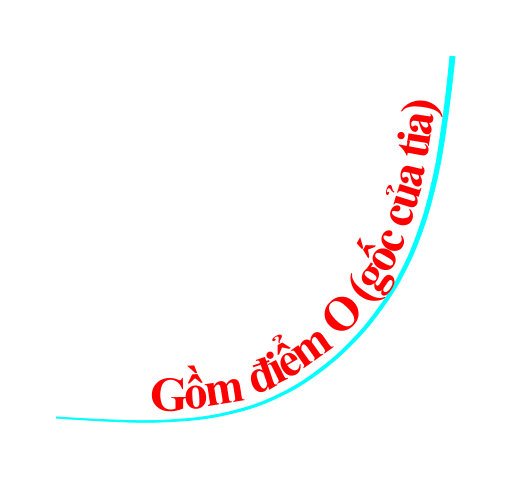 Gồm điểm O (gốc của tia)